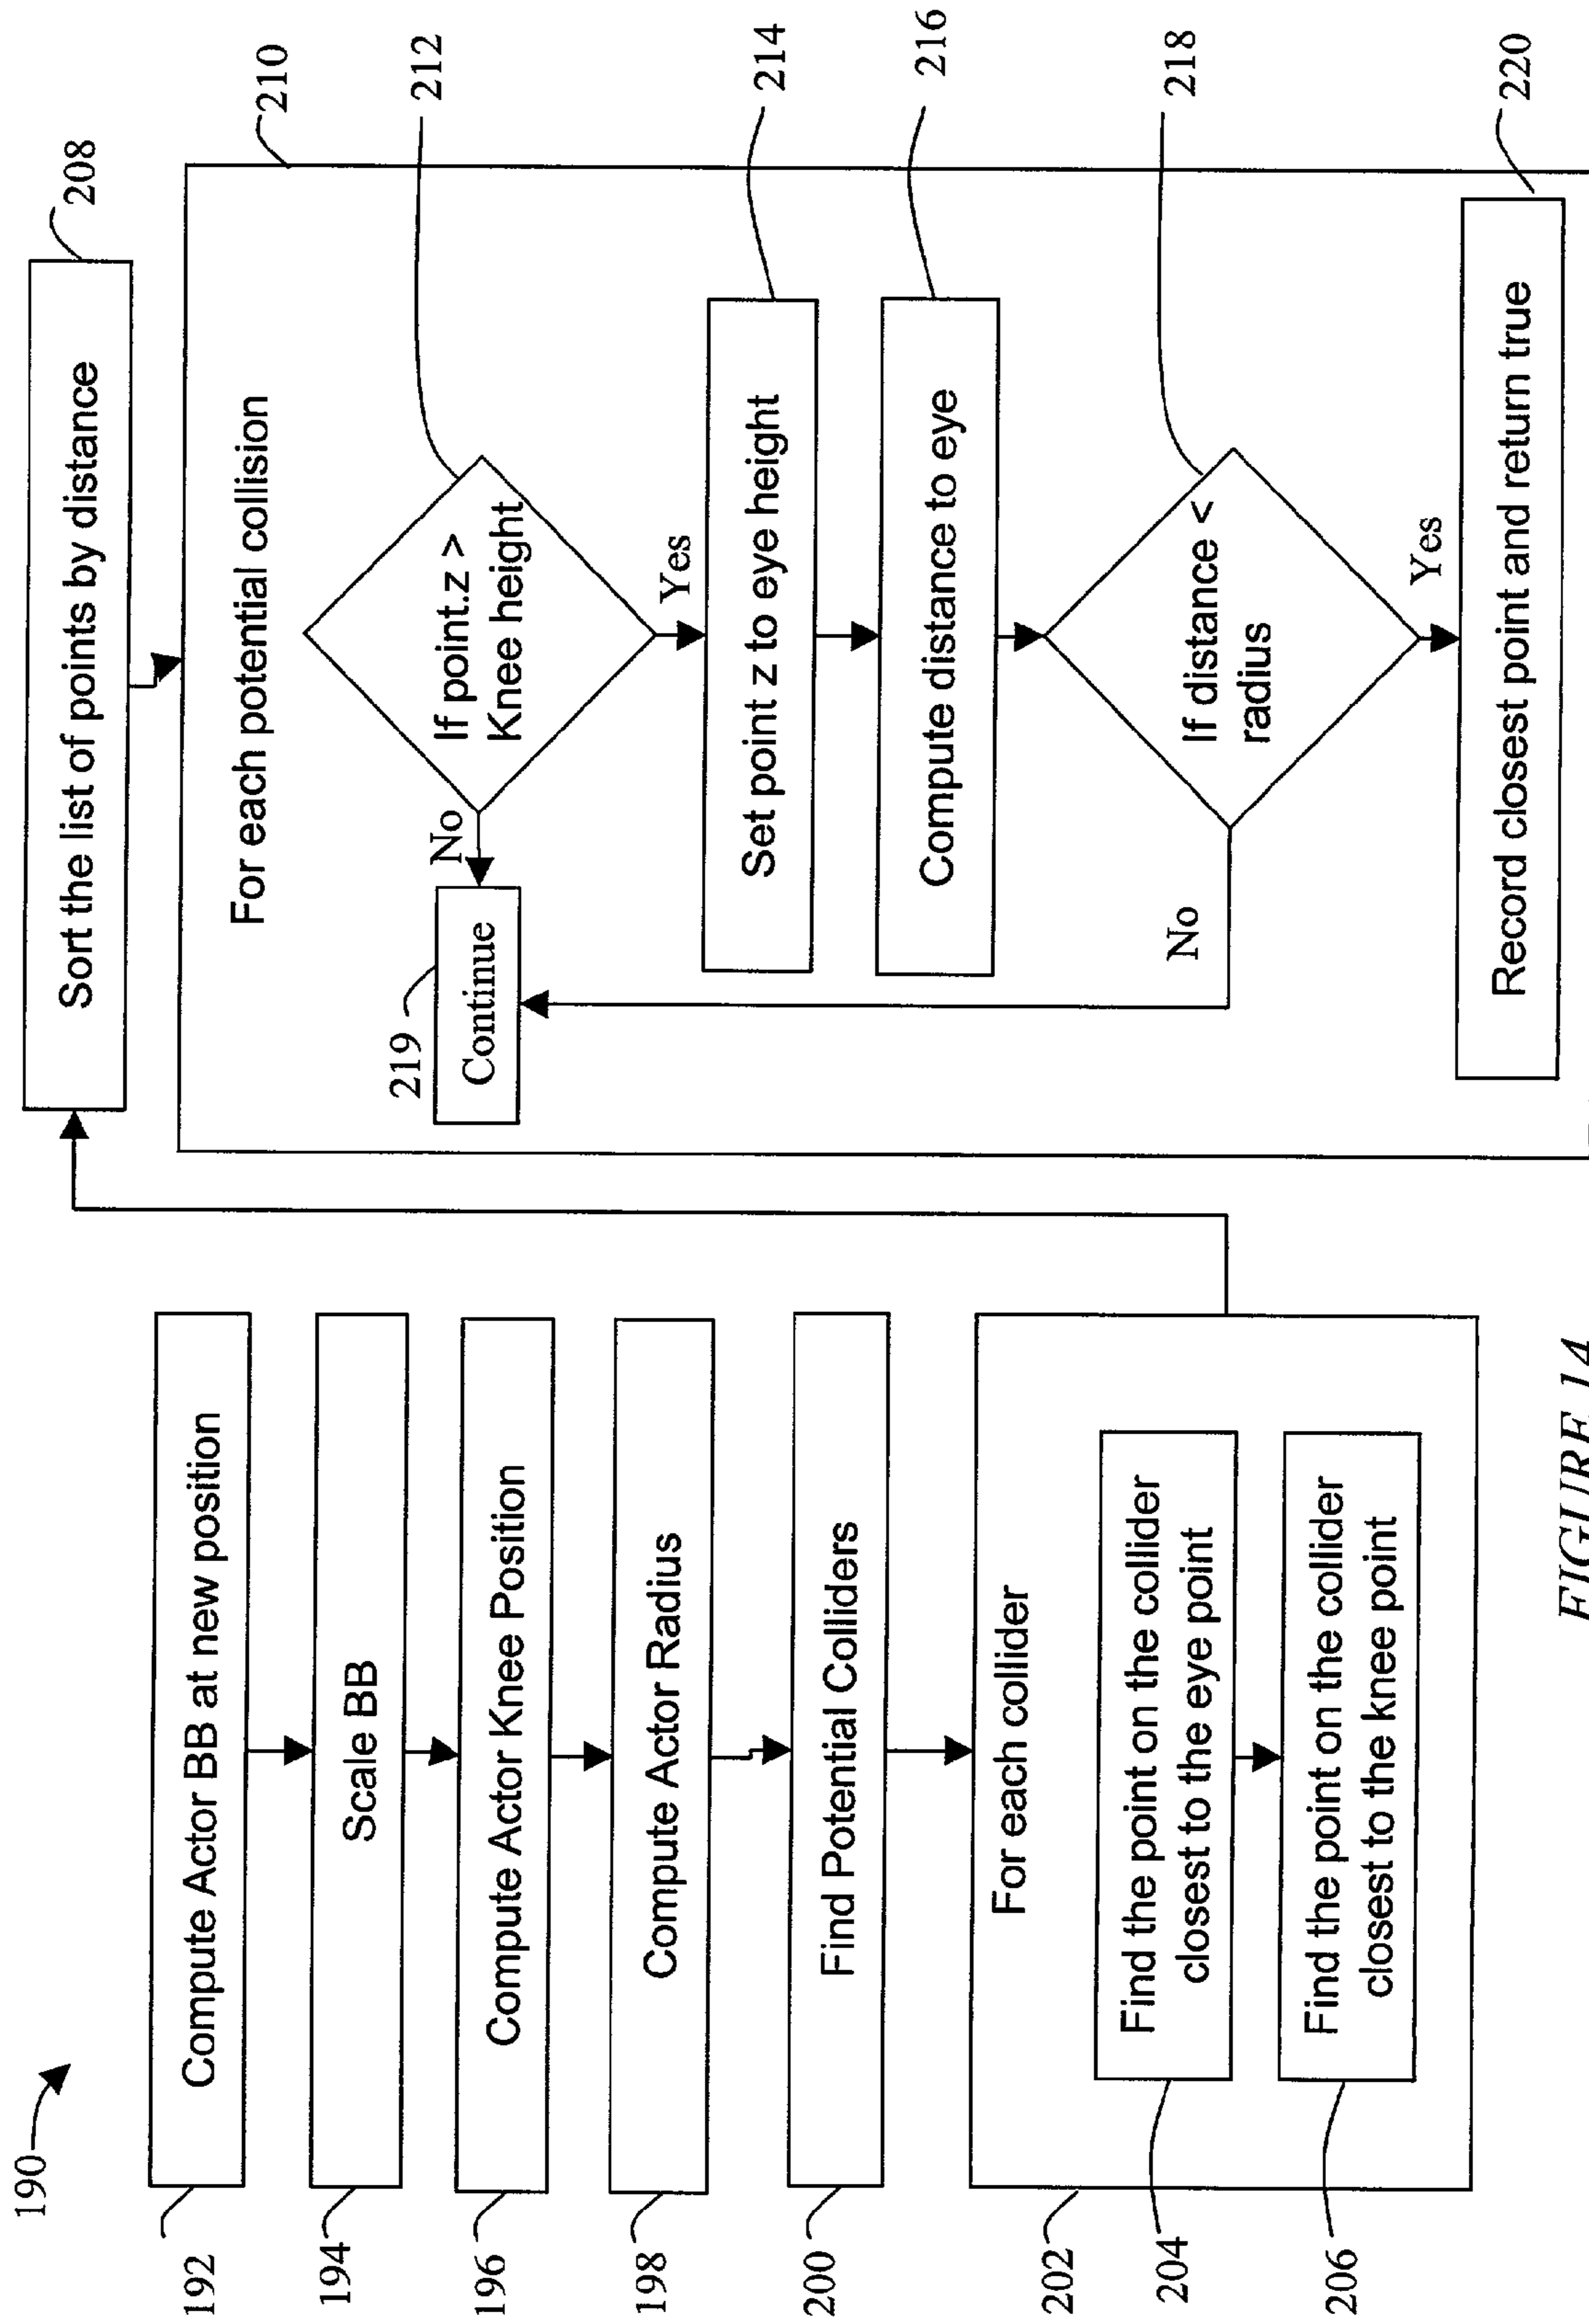 190
192
Compute Actor BB at new position
194
Scale BB
196
Compute Actor Knee Position
198
Compute Actor Radius
200
Find Potential Colliders
202
For each collider
204
Find the point on the collider
closest to the eye point
206
Find the point on the collider
closest to the knee point
208
Sort the list of points by distance
210
For each potential collision
212
If point.z >
Knee height
No
Yes
219
Continue
214
Set point z to eye height
216
Compute distance to eye
218
If distance <
radius
No
Yes
220
Record closest point and return true
FIGURE 14